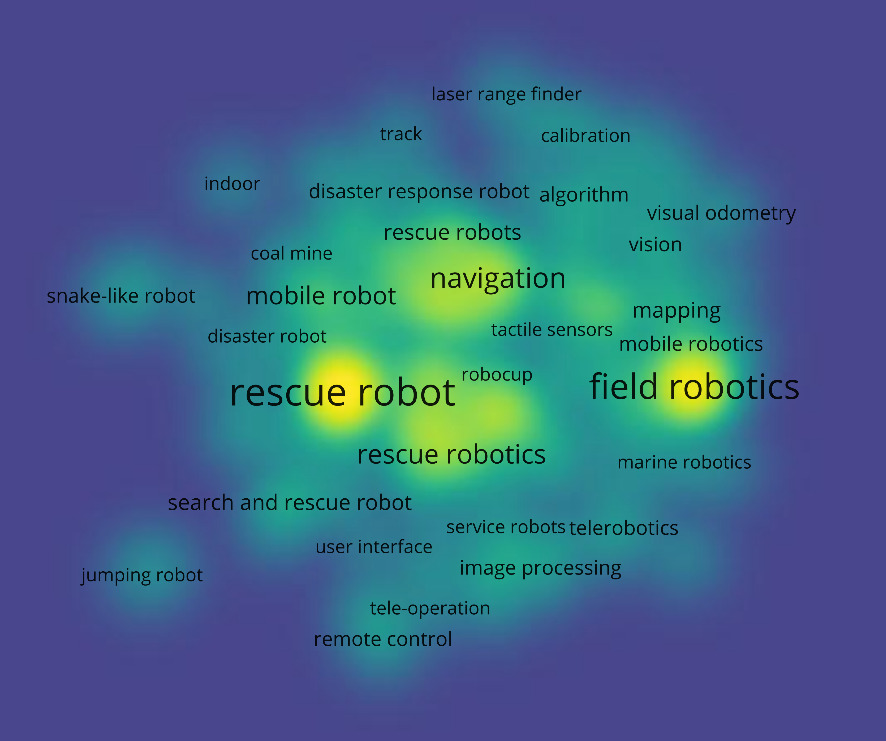 laser range finder
track
calibration
indoor
disaster response robot
algorithm
visual odometry
rescue robots
vision
coal mine
navigation
snake-like robot
mobile robot
mapping
tactile sensors
disaster robot
mobile robotics
robocup
rescue robot
field robotics
rescue robotics
marine robotics
search and rescue robot
service robots
telerobotics
user interface
image processing
jumping robot
tele-operation
remote control